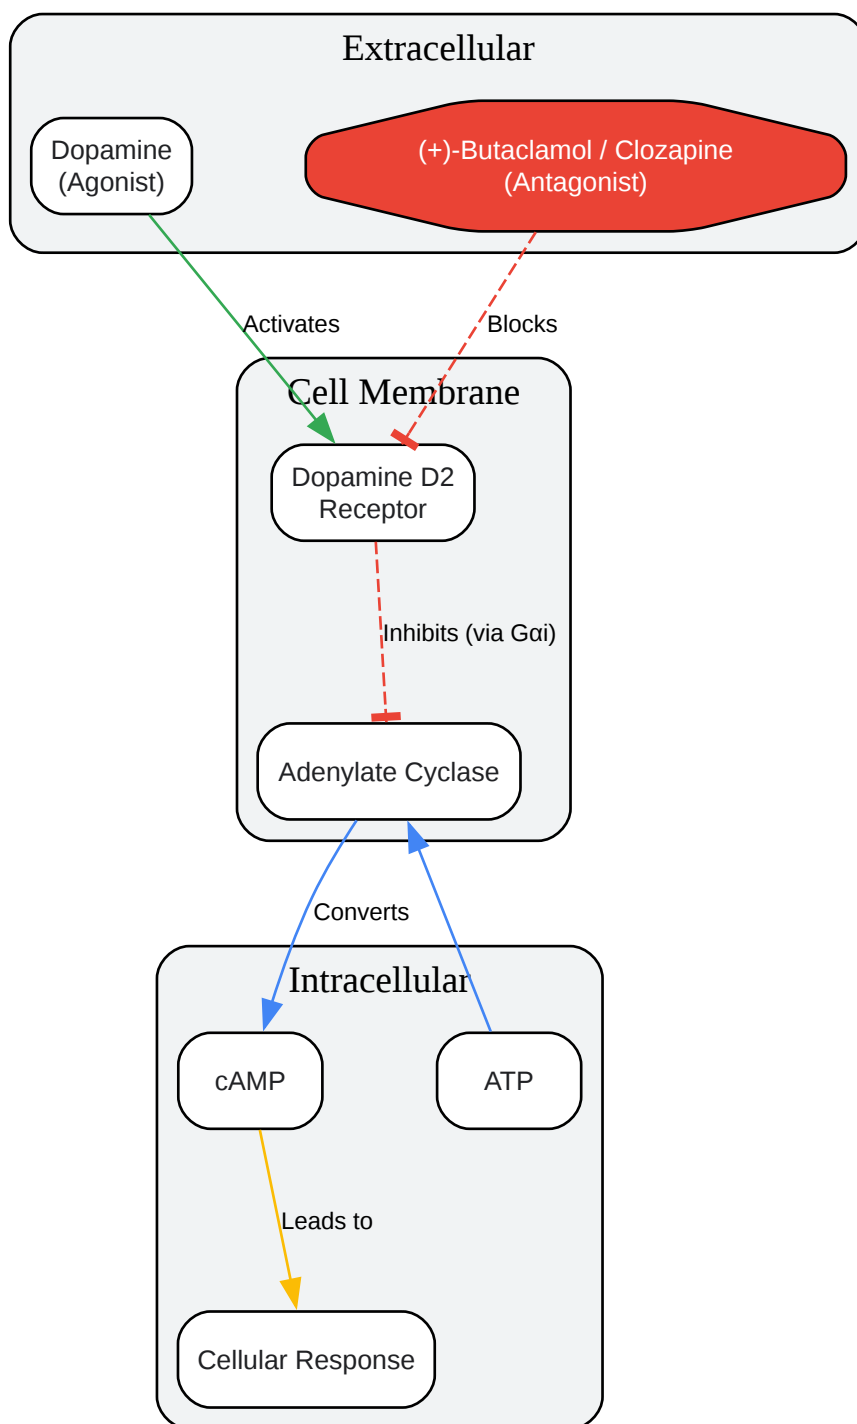 Extracellular
Dopamine
(Agonist)
(+)-Butaclamol / Clozapine
(Antagonist)
Activates
Blocks
Cell Membrane
Dopamine D2
Receptor
Inhibits (via Gαi)
Adenylate Cyclase
Converts
Intracellular
cAMP
ATP
Leads to
Cellular Response